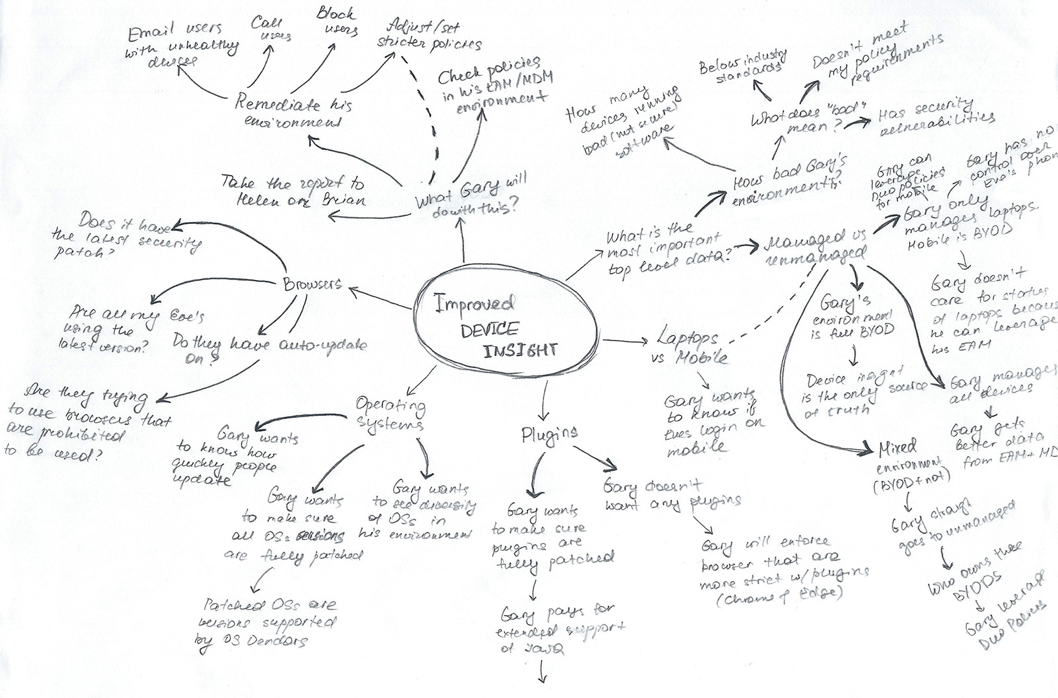 Email users
with unhealthy
devices
Call
users
Block
users
Adjust/set
stricter policies
Remediate his
environment
Check policies
in his EAM/MDM
environment
Take the report to
Helen or Brian
What Gary will
do with this?
Does it have
the latest security
patch?
Browsers
Are all my Eve's
using the
latest version?
Do they have auto-update
on?
Are they trying
to use browsers that
are prohibited
to be used?
Improved
DEVICE
INSIGHT
Operating
systems
Gary wants
to know how
quickly people
update
Gary wants
to make sure
all OSs versions
are fully patched
Patched OSs are
versions supported
by OS vendors
Gary wants
to see diversity
of OSs in
his environment
Plugins
Gary wants
to make sure
plugins are
fully patched
Gary pays for
extended support
of Java
Gary doesn't
want any plugins
Gary will enforce
browser that are
more strict w/plugins
(Chrome & Edge)
Laptops
vs Mobile
Gary wants
to know if
Eves login on
mobile
What is the
most important
top level data?
How bad Gary's
environment is?
How many
devices running
bad (not secure)
software
What does "bad"
mean?
Below industry
standards
Doesn't meet
my policy
requirements
Has security
vulnerabilities
Managed vs
unmanaged
Gary can
leverage
Duo policies
for mobile
Gary has no
control over
Eve's phon
Gary only
manages laptops.
Mobile is BYOD
Gary doesn't
care for status
of laptops becaus
he can leverage
his EAM
Gary's
environment
is full BYOD
Device insight
is the only source
of truth
Gary manages
all devices
Gary gets
better data
from EAM+MD
Mixed
environment
(BYOD+not)
Gary straigt
goes to unmanaged
Who owns these
BYODs
Gary leverage
Duo Policies